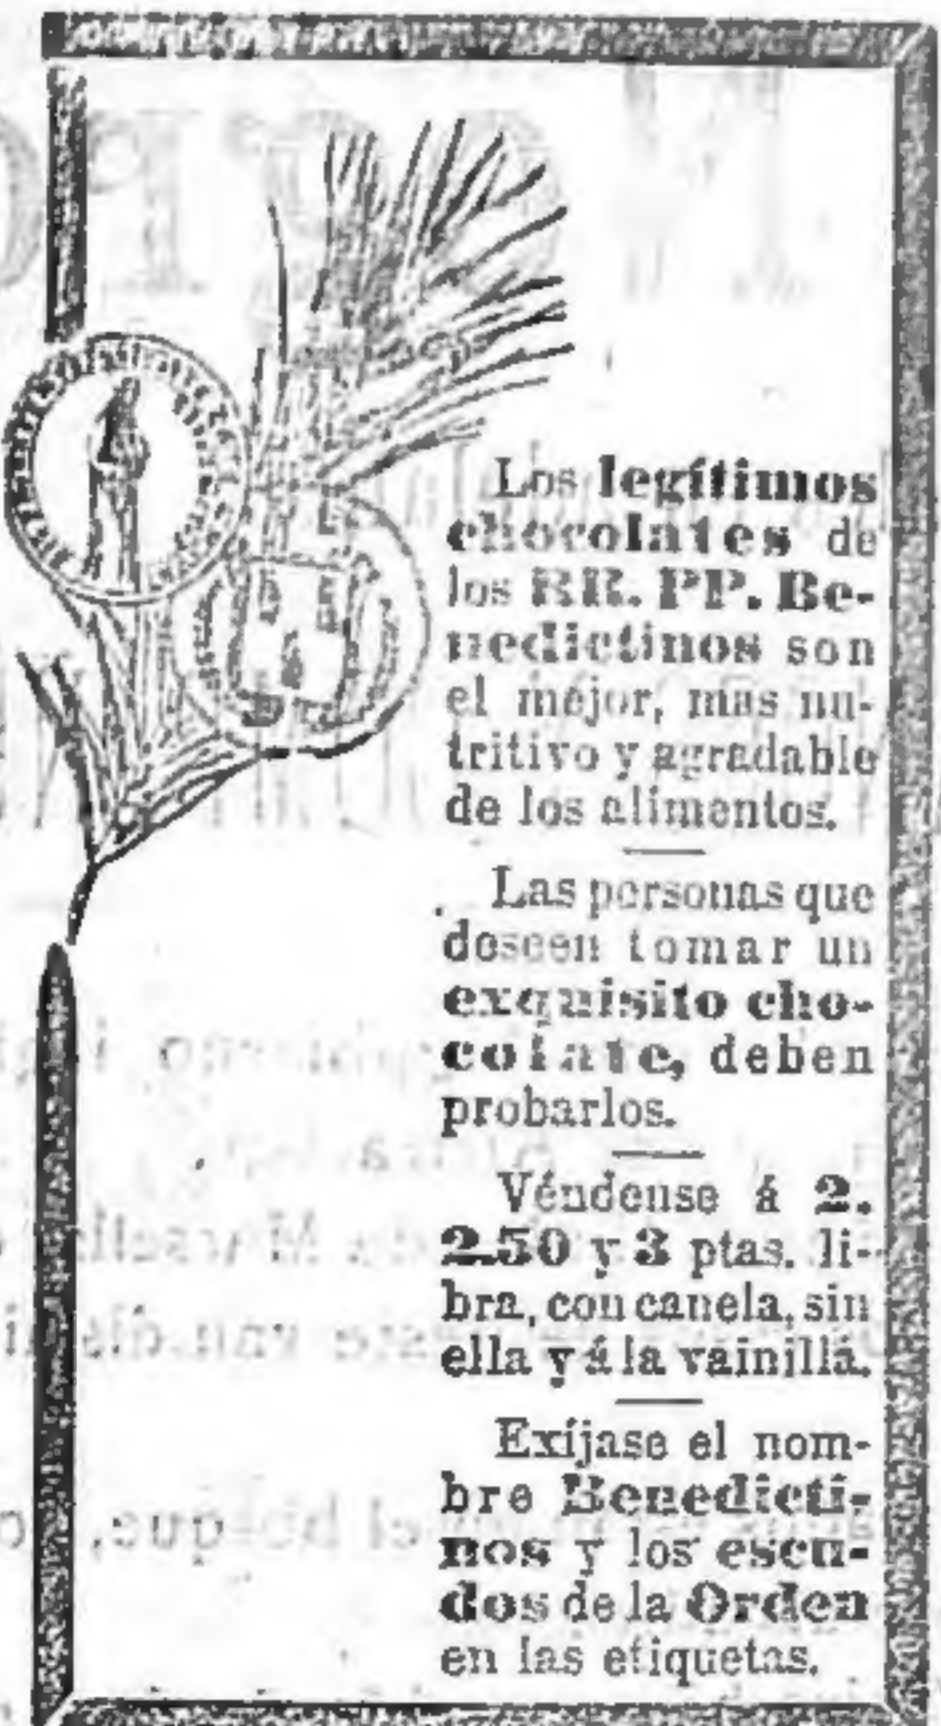 Los legítimos
chocolates de
los RR. PP. Be-
nedictinos son
el mejor, mas nu-
tritivo y agradable
de los alimentos.
Las personas que
deseen tomar un
exquisito cho-
colate, deben
probarlos.
Véndense á 2.
2.50 y 3 ptas. li-
bra, con canela, sin
ella y á la vainilla.
Exíjase el nom-
bre Benedicti-
nos y los escu-
dos de la Orden
en las etiquetas.